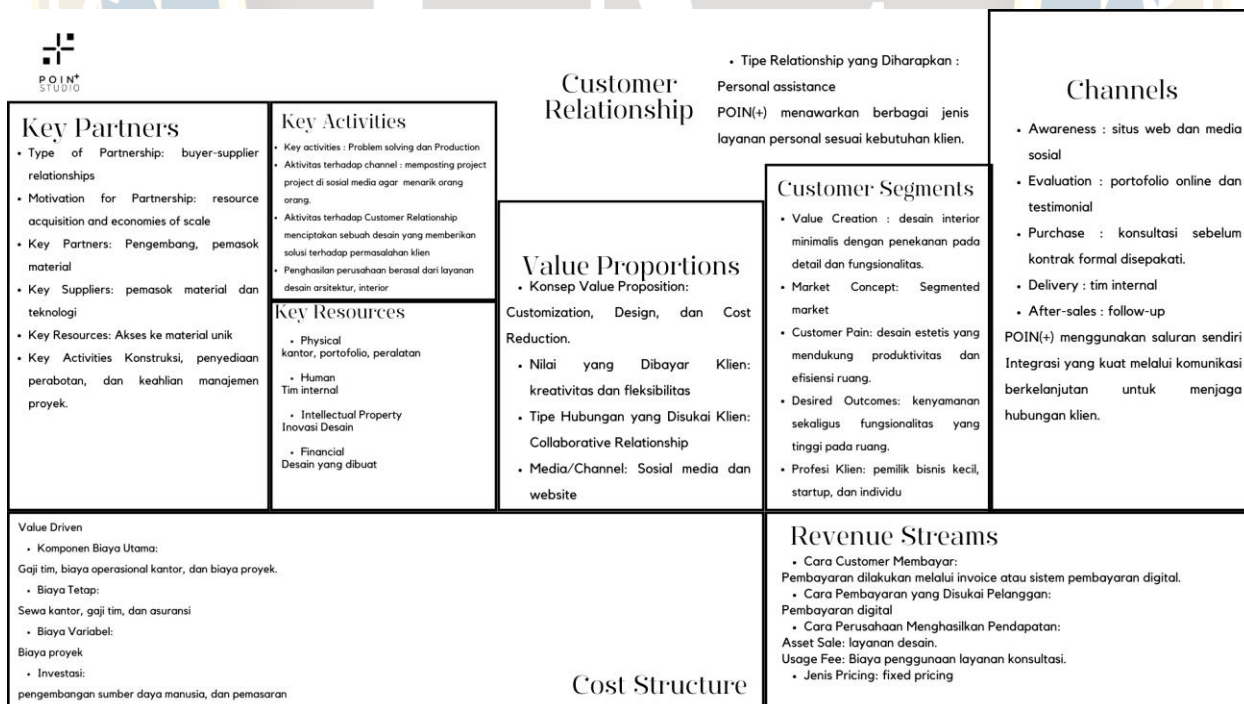 POIN+
STUDIO
Key Partners
• Type of Partnership: buyer-supplier
relationships
• Motivation for Partnership: resource
acquisition and economies of scale
• Key Partners: Pengembang, pemasok
material
• Key Suppliers: pemasok material dan
teknologi
• Key Resources: Akses ke material unik
• Key Activities Konstruksi, penyediaan
perabotan, dan keahlian manajemen
proyek.
Key Activities
• Key activities : Problem solving dan Production
• Aktivitas terhadap channel : memposting project
project di sosial media agar menarik orang
orang.
• Aktivitas terhadap Customer Relationship
menciptakan sebuah desain yang memberikan
solusi terhadap permasalahan klien
• Penghasilan perusahaan berasal dari layanan
desain arsitektur, interior
Key Resources
• Physical
kantor, portofolio, peralatan
• Human
Tim internal
• Intellectual Property
Inovasi Desain
• Financial
Desain yang dibuat
Customer
Relationship
• Tipe Relationship yang Diharapkan :
Personal assistance
POIN(+) menawarkan berbagai jenis
layanan personal sesuai kebutuhan klien.
Value Proportions
• Konsep Value Proposition:
Customization, Design, dan Cost
Reduction.
• Nilai yang Dibayar Klien:
kreativitas dan fleksibilitas
• Tipe Hubungan yang Disukai Klien:
Collaborative Relationship
• Media/Channel: Sosial media dan
website
Customer Segments
• Value Creation : desain interior
minimalis dengan penekanan pada
detail dan fungsionalitas.
• Market Concept: Segmented
market
• Customer Pain: desain estetis yang
mendukung produktivitas dan
efisiensi ruang.
• Desired Outcomes: kenyamanan
sekaligus fungsionalitas yang
tinggi pada ruang.
• Profesi Klien: pemilik bisnis kecil,
startup, dan individu
Channels
• Awareness : situs web dan media
sosial
• Evaluation : portofolio online dan
testimonial
• Purchase : konsultasi sebelum
kontrak formal disepakati.
• Delivery : tim internal
• After-sales : follow-up
POIN(+) menggunakan saluran sendiri
Integrasi yang kuat melalui komunikasi
berkelanjutan untuk menjaga
hubungan klien.
Value Driven
• Komponen Biaya Utama:
Gaji tim, biaya operasional kantor, dan biaya proyek.
• Biaya Tetap:
Sewa kantor, gaji tim, dan asuransi
• Biaya Variabel:
Biaya proyek
• Investasi:
pengembangan sumber daya manusia, dan pemasaran
Cost Structure
Revenue Streams
• Cara Customer Membayar:
Pembayaran dilakukan melalui invoice atau sistem pembayaran digital.
• Cara Pembayaran yang Disukai Pelanggan:
Pembayaran digital
• Cara Perusahaan Menghasilkan Pendapatan:
Asset Sale: layanan desain.
Usage Fee: Biaya penggunaan layanan konsultasi.
• Jenis Pricing: fixed pricing